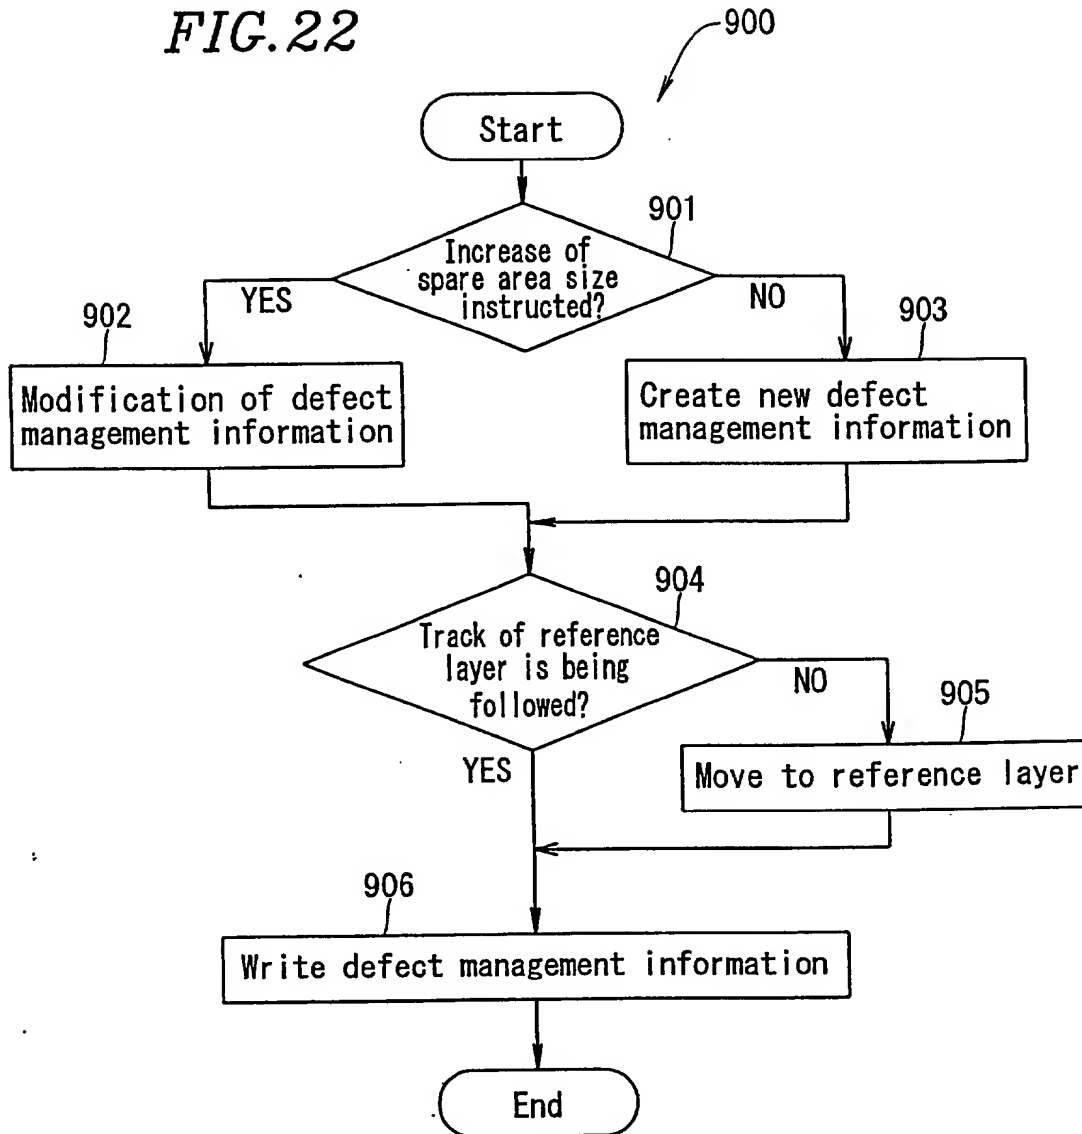 FIG.22
900
Start
901
Increase of
spare area size
instructed?
YES
NO
902
903
Modification of defect
management information
Create new defect
management information
904
Track of reference
layer is being
followed?
NO
905
YES
Move to reference layer
906
Write defect management information
End